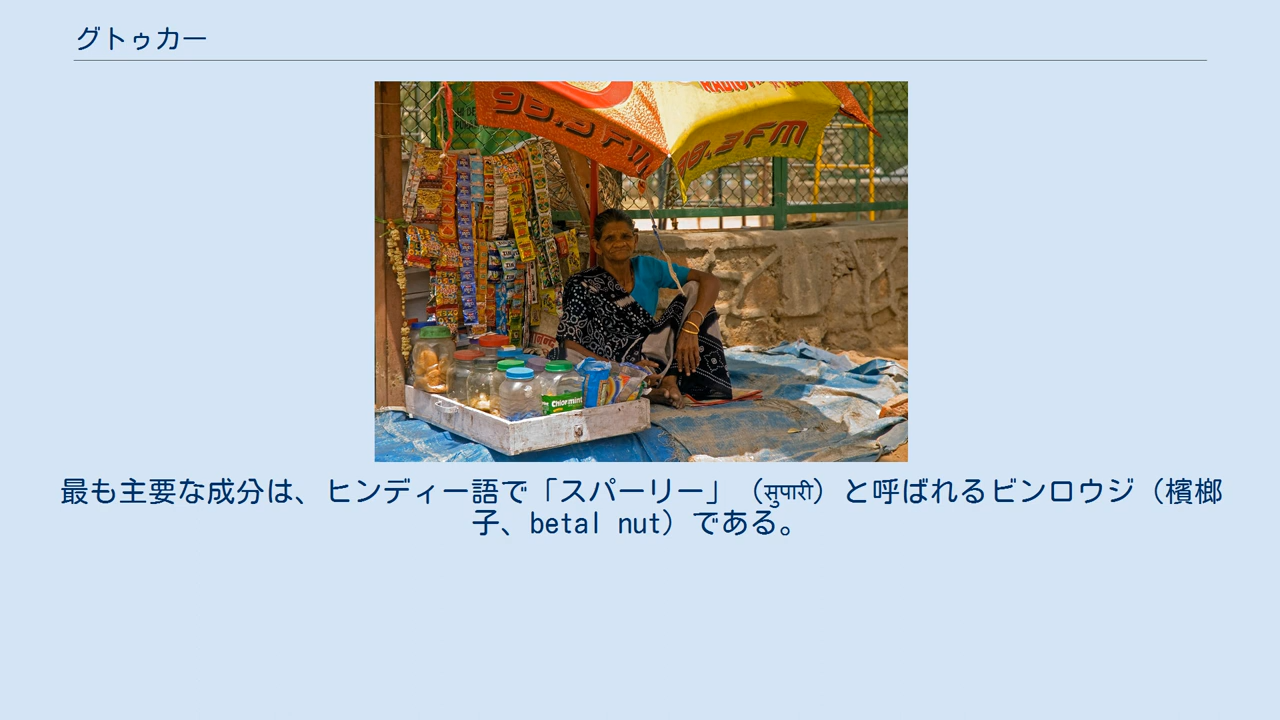 グトゥカー
98.3 FM
98.3 FM
Chlormint
最も主要な成分は、ヒンディー語で「スパーリー」（सुपारी）と呼ばれるビンロウジ（檳榔
子、betal nut）である。